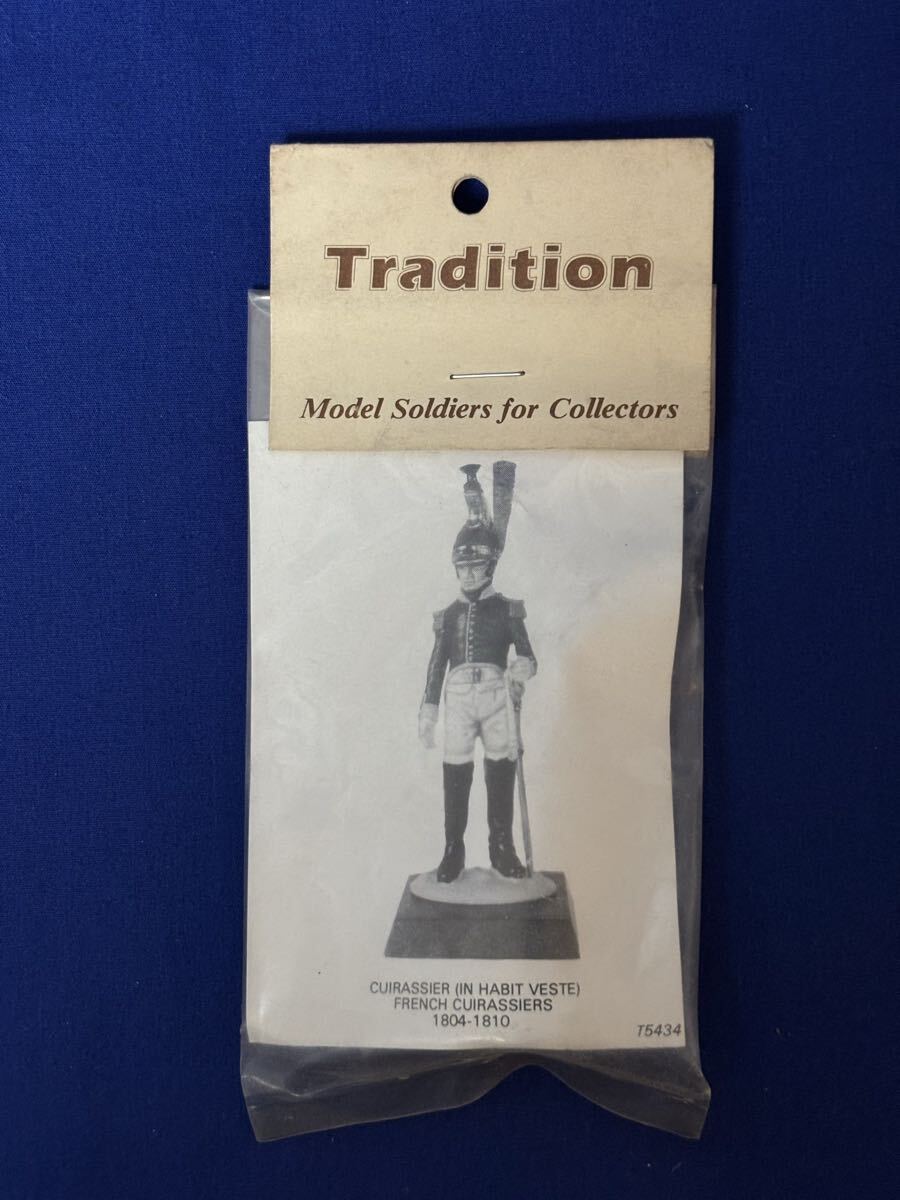 Tradition
Model Soldiers for Collectors
CUIRASSIER (IN HABIT VESTE)
FRENCH CUIRASSIERS
1804-1810
T5434